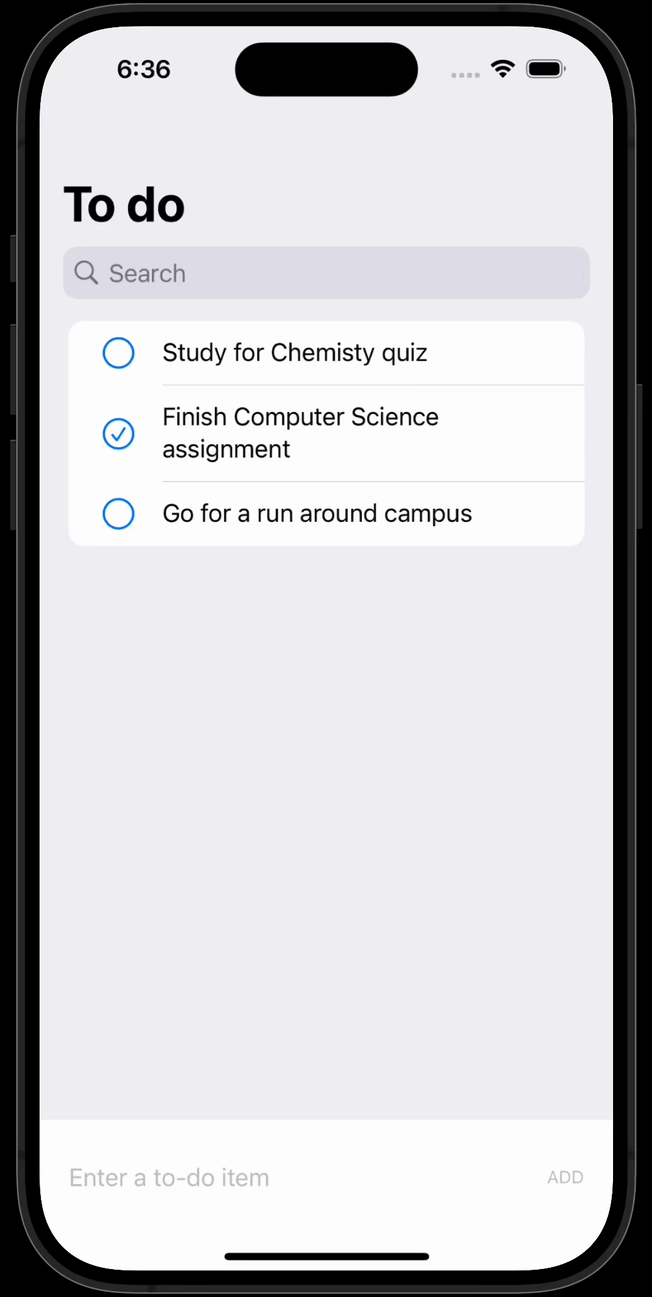 6:36
To do
Search
Study for Chemisty quiz
Finish Computer Science
assignment
Go for a run around campus
Enter a to-do item ADD